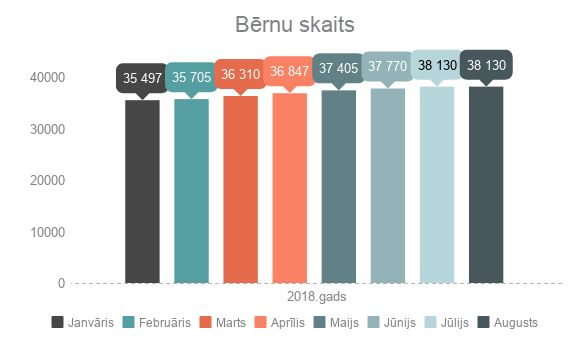 Bērnu skaits
35 497 35 705 36 310 36 847 37 405 37 770 38 130 38 130
40000
30000
20000
10000
0
2018.gads
Janvāris Februāris Marts Aprīlis Maijs Jūnijs Jūlijs Augusts